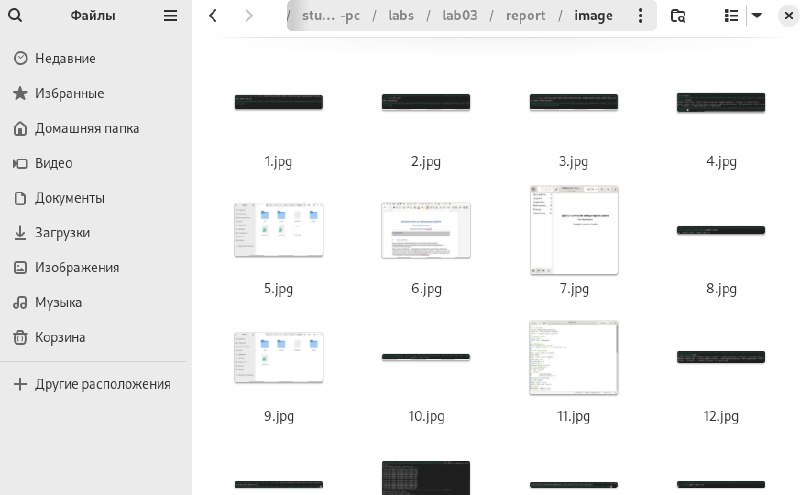 Файлы
/ stu... -pc / labs / lab03 / report / image
Недавние
Избранные
Домашняя папка
Видео
Документы
Загрузки
Изображения
Музыка
Корзина
Другие расположения
1.jpg
2.jpg
3.jpg
4.jpg
5.jpg
6.jpg
7.jpg
8.jpg
9.jpg
10.jpg
11.jpg
12.jpg